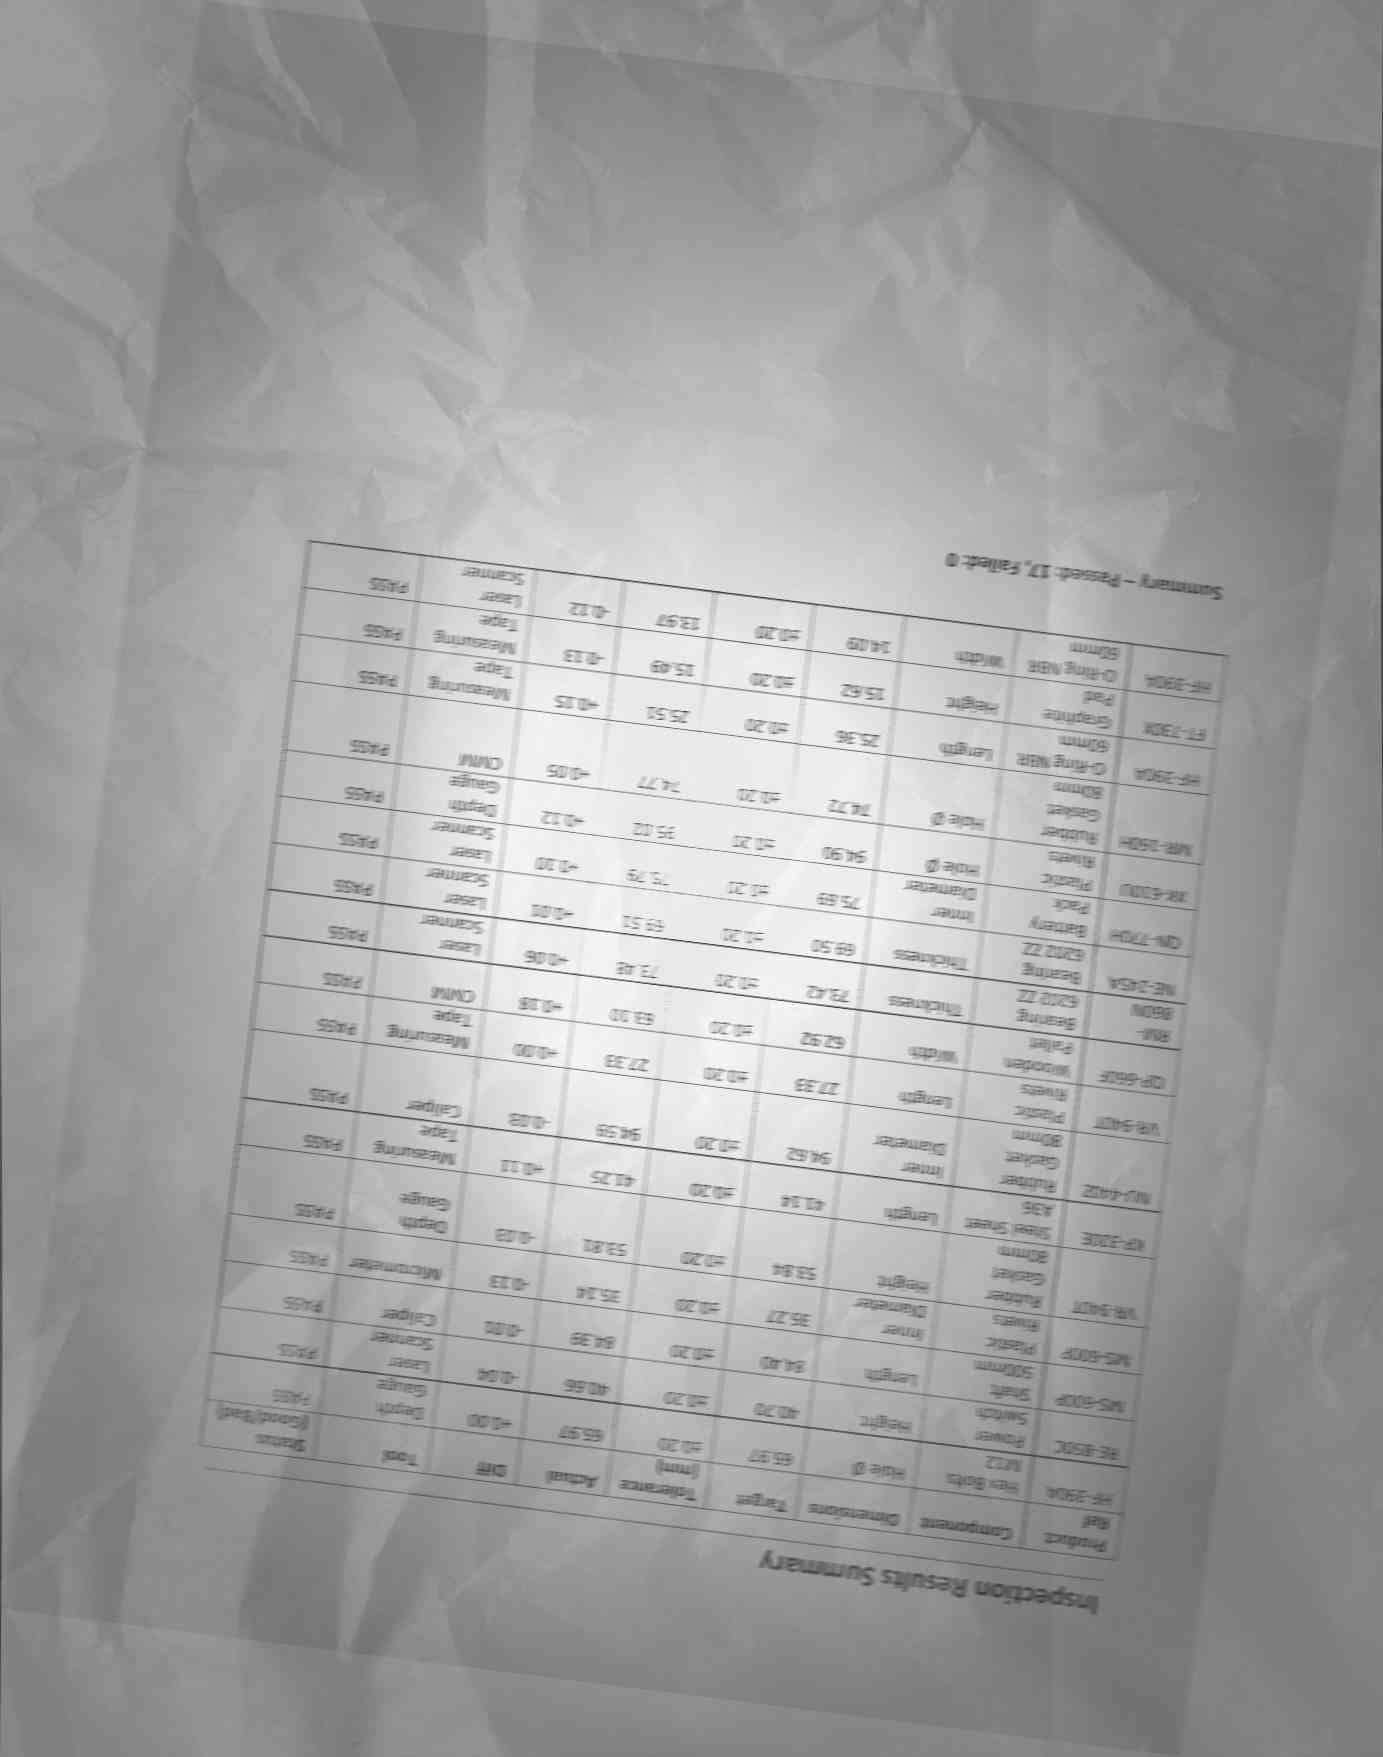 Inspection Results Summary
Product Ref Component Dimensions Target Tolerance (mm) Actual Diff Tool Status (Good/Bad)
HF-390A Hex Bolts M12 Hole Ø 65.97 ±0.20 65.97 +0.00 Depth Gauge PASS
RE-850C Power Switch Height 40.70 ±0.20 40.66 -0.04 Laser Scanner PASS
MS-600P Shaft 500mm Length 84.40 ±0.20 84.39 -0.01 Caliper PASS
MS-600P Plastic Rivets Inner Diameter 35.27 ±0.20 35.14 -0.13 Micrometer PASS
VR-940T Rubber Gasket 80mm Height 53.84 ±0.20 53.81 -0.03 Depth Gauge PASS
KP-320E Steel Sheet A36 Length 41.14 ±0.20 41.25 +0.11 Measuring Tape PASS
NU-440Z Rubber Gasket 80mm Inner Diameter 94.62 ±0.20 94.59 -0.03 Caliper PASS
VR-940T Plastic Rivets Length 27.33 ±0.20 27.33 +0.00 Measuring Tape PASS
QP-660F Wooden Pallet Width 62.92 ±0.20 63.10 +0.18 CMM PASS
RM-860N Bearing 6202 ZZ Thickness 73.42 ±0.20 73.48 +0.06 Laser Scanner PASS
NE-245A Bearing 6202 ZZ Thickness 69.50 ±0.20 69.51 +0.01 Laser Scanner PASS
QN-770H Battery Pack Inner Diameter 75.69 ±0.20 75.79 +0.10 Laser Scanner PASS
XK-610U Plastic Rivets Hole Ø 94.90 ±0.20 95.02 +0.12 Depth Gauge PASS
MR-160H Rubber Gasket 80mm Hole Ø 74.72 ±0.20 74.77 +0.05 CMM PASS
HF-390A O-Ring NBR 60mm Length 25.36 ±0.20 25.51 +0.15 Measuring Tape PASS
FT-730X Graphite Pad Height 15.62 ±0.20 15.49 -0.13 Measuring Tape PASS
HF-390A O-Ring NBR 60mm Width 14.09 ±0.20 13.97 -0.12 Laser Scanner PASS
Summary – Passed: 17, Failed: 0